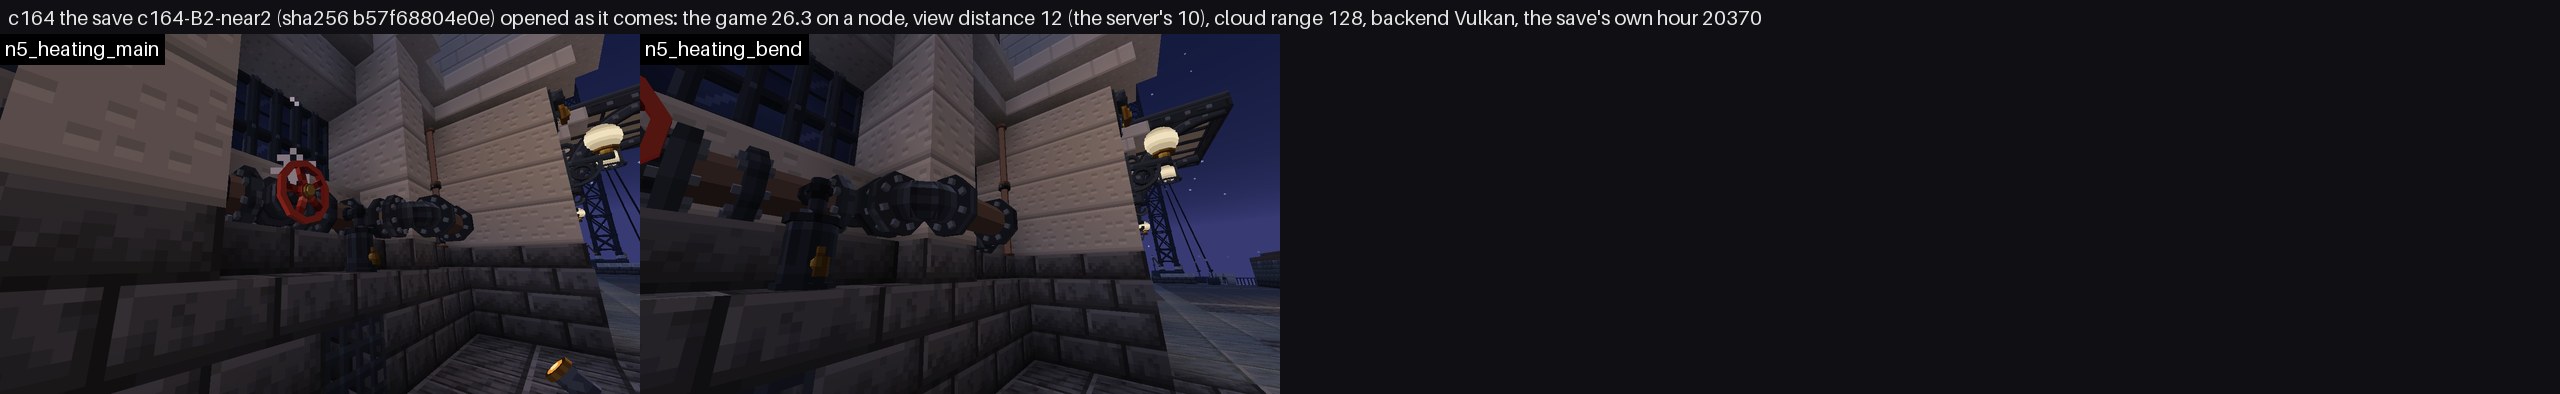 c164 the save c164-B2-near2 (sha256 b57f68804e0e) opened as it comes: the game 26.3 on a node, view distance 12 (the server's 10), cloud range 128, backend Vulkan, the save's own hour 20370
n5_heating_main
n5_heating_bend